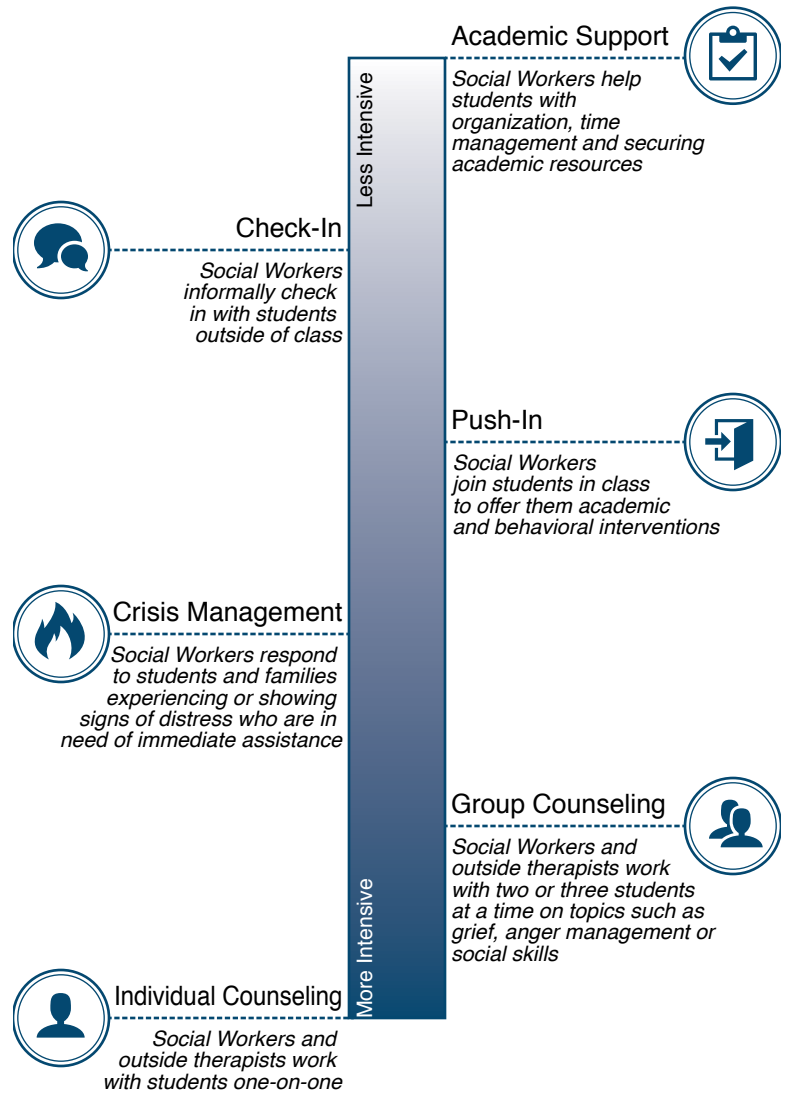 Academic Support
Social Workers help
students with
organization, time
management and securing
academic resources
Less Intensive
Check-In
Social Workers
informally check
in with students
outside of class
Push-In
Social Workers
join students in class
to offer them academic
and behavioral interventions
Crisis Management
Social Workers respond
to students and families
experiencing or showing
signs of distress who are in
need of immediate assistance
Group Counseling
Social Workers and
outside therapists work
with two or three students
at a time on topics such as
grief, anger management or
social skills
More Intensive
Individual Counseling
Social Workers and
outside therapists work
with students one-on-one